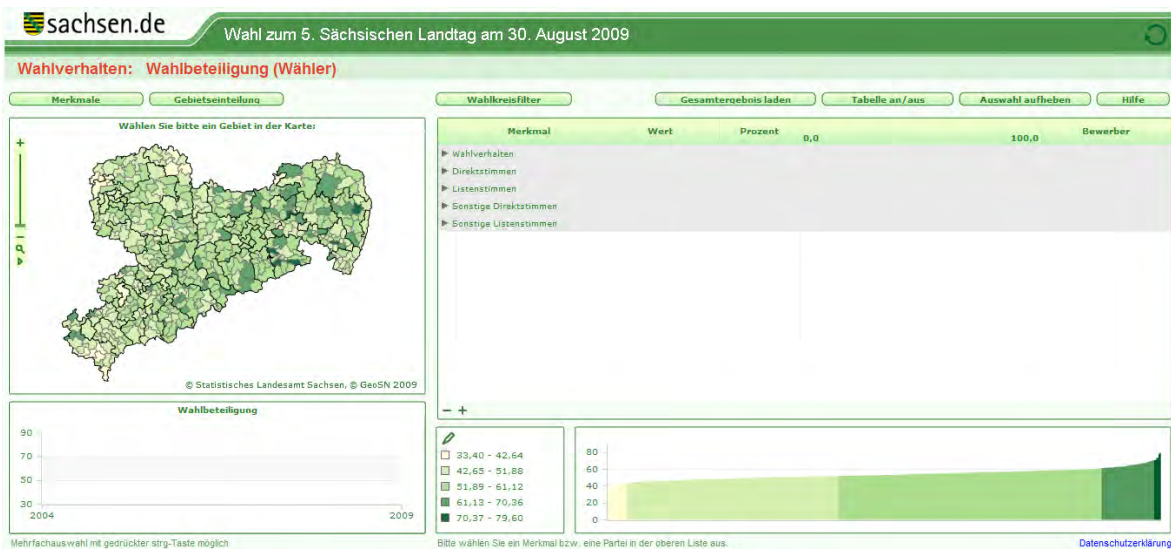 sachsen.de
Wahl zum 5. Sächsischen Landtag am 30. August 2009
Wahlverhalten: Wahlbeteiligung (Wähler)
Merkmale Gebietseinteilung Wahlkreisfilter Gesamtergebnis laden Tabelle an/aus Auswahl aufheben Hilfe
Wählen Sie bitte ein Gebiet in der Karte:
+
−
© Statistisches Landesamt Sachsen, © GeoSN 2009
Merkmal Wert Prozent 0,0 100,0 Bewerber
Wahlverhalten
Direktstimmen
Listenstimmen
Sonstige Direktstimmen
Sonstige Listenstimmen
− +
Wahlbeteiligung
90
70
50
30
2004 2009
33,40 - 42,64
42,65 - 51,88
51,89 - 61,12
61,13 - 70,36
70,37 - 79,60
80
60
40
20
0
Mehrfachauswahl mit gedrückter strg-Taste möglich
Bitte wählen Sie ein Merkmal bzw. eine Partei in der oberen Liste aus.
Datenschutzerklärung